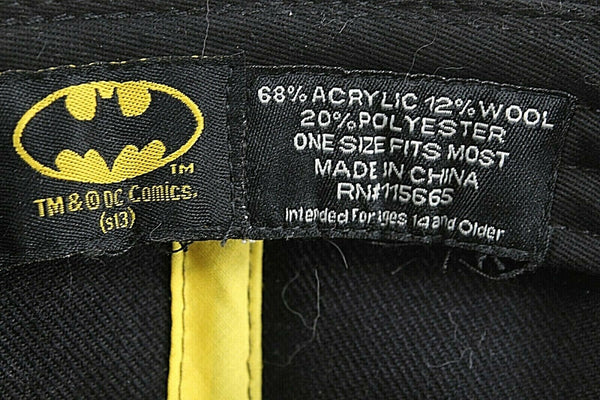 TM
TM & © DC Comics.
(s13)
68% ACRYLIC 12% WOOL
20% POLYESTER
ONE SIZE FITS MOST
MADE IN CHINA
RN#115665
Intended For Ages 14 and Older